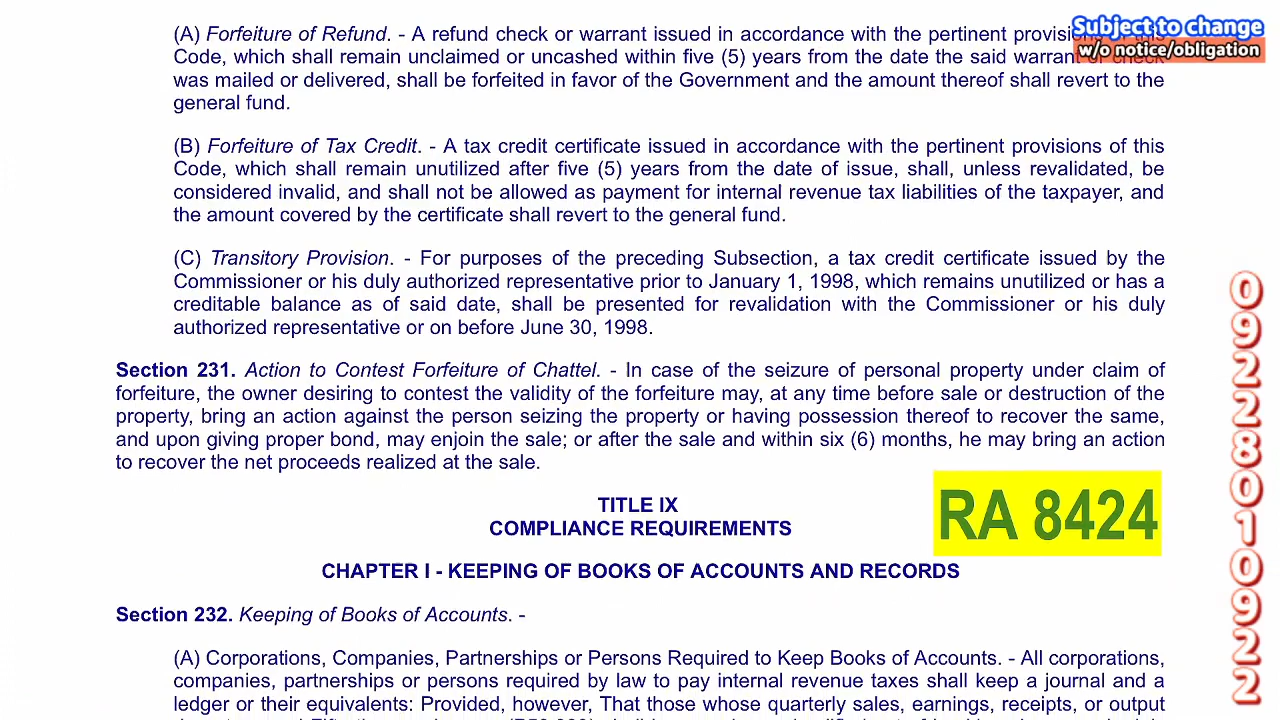 (A) Forfeiture of Refund. - A refund check or warrant issued in accordance with the pertinent
Code, which shall remain unclaimed or uncashed within five (5) years from the date the said warrant or check
was mailed or delivered, shall be forfeited in favor of the Government and the amount thereof shall revert to the
general fund.
(B) Forfeiture of Tax Credit. - A tax credit certificate issued in accordance with the pertinent provisions of this
Code, which shall remain unutilized after five (5) years from the date of issue, shall, unless revalidated, be
considered invalid, and shall not be allowed as payment for internal revenue tax liabilities of the taxpayer, and
the amount covered by the certificate shall revert to the general fund.
(C) Transitory Provision. - For purposes of the preceding Subsection, a tax credit certificate issued by the
Commissioner or his duly authorized representative prior to January 1, 1998, which remains unutilized or has a
creditable balance as of said date, shall be presented for revalidation with the Commissioner or his duly
authorized representative or on before June 30, 1998.
Section 231. Action to Contest Forfeiture of Chattel. - In case of the seizure of personal property under claim of
forfeiture, the owner desiring to contest the validity of the forfeiture may, at any time before sale or destruction of the
property, bring an action against the person seizing the property or having possession thereof to recover the same,
and upon giving proper bond, may enjoin the sale; or after the sale and within six (6) months, he may bring an action
to recover the net proceeds realized at the sale.
TITLE IX
COMPLIANCE REQUIREMENTS
CHAPTER I - KEEPING OF BOOKS OF ACCOUNTS AND RECORDS
Section 232. Keeping of Books of Accounts. -
(A) Corporations, Companies, Partnerships or Persons Required to Keep Books of Accounts. - All corporations,
companies, partnerships or persons required by law to pay internal revenue taxes shall keep a journal and a
ledger or their equivalents: Provided, however, That those whose quarterly sales, earnings, receipts, or output
Subject to change
w/o notice/obligation
RA 8424
09228010922